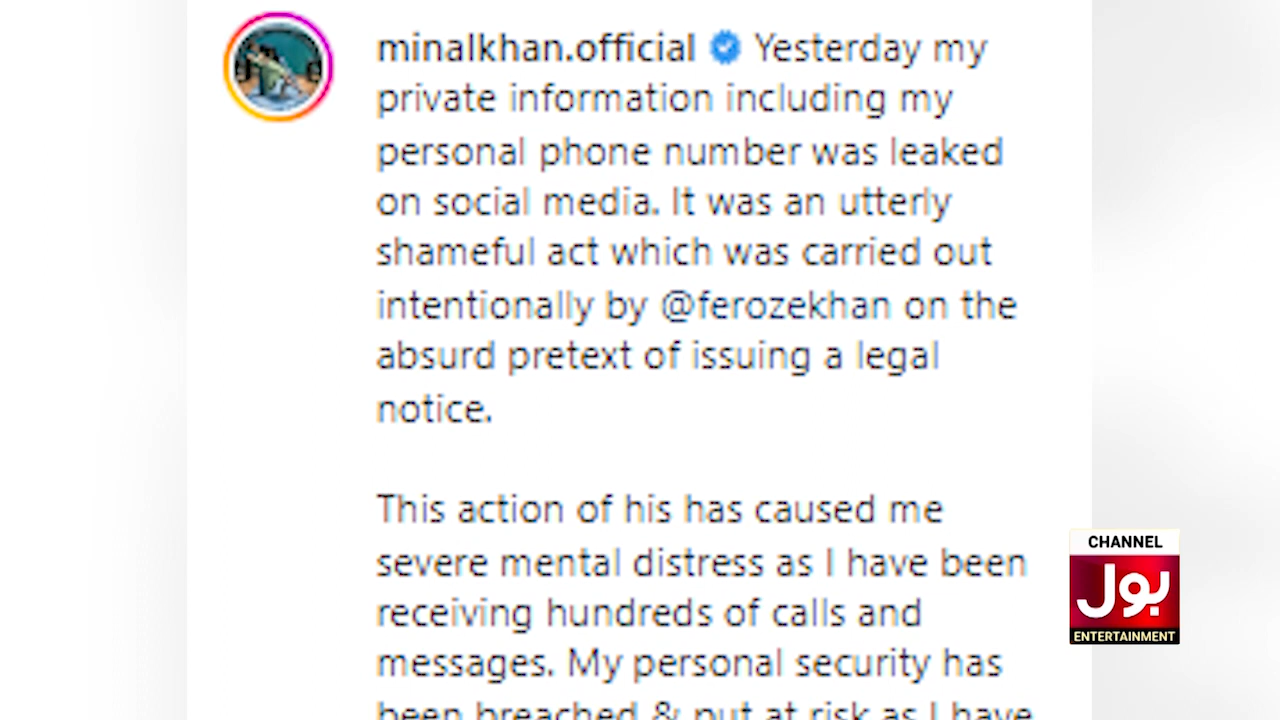 minalkhan.official Yesterday my
private information including my
personal phone number was leaked
on social media. It was an utterly
shameful act which was carried out
intentionally by @ferozekhan on the
absurd pretext of issuing a legal
notice.
This action of his has caused me
severe mental distress as I have been
receiving hundreds of calls and
messages. My personal security has
been breached & put at risk as I have
CHANNEL
بول
ENTERTAINMENT